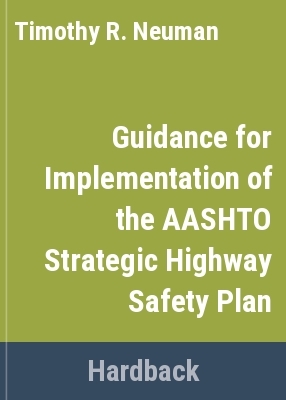 Timothy R. Neuman
Guidance for
Implementation of
the AASHTO
Strategic Highway
Safety Plan
Hardback